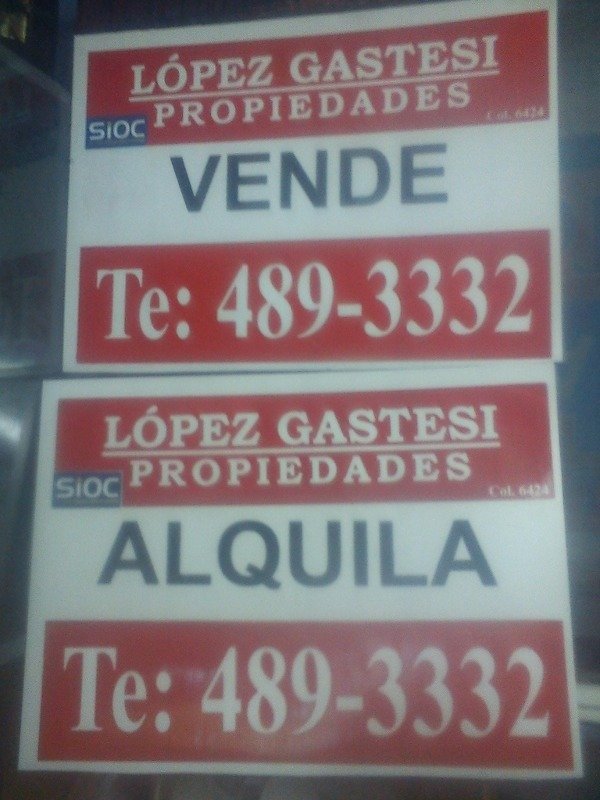 LÓPEZ GASTESI
PROPIEDADES
SiOC
Col. 6424
VENDE
Te: 489-3332
LÓPEZ GASTESI
PROPIEDADES
SiOC
Col. 6424
ALQUILA
Te: 489-3332